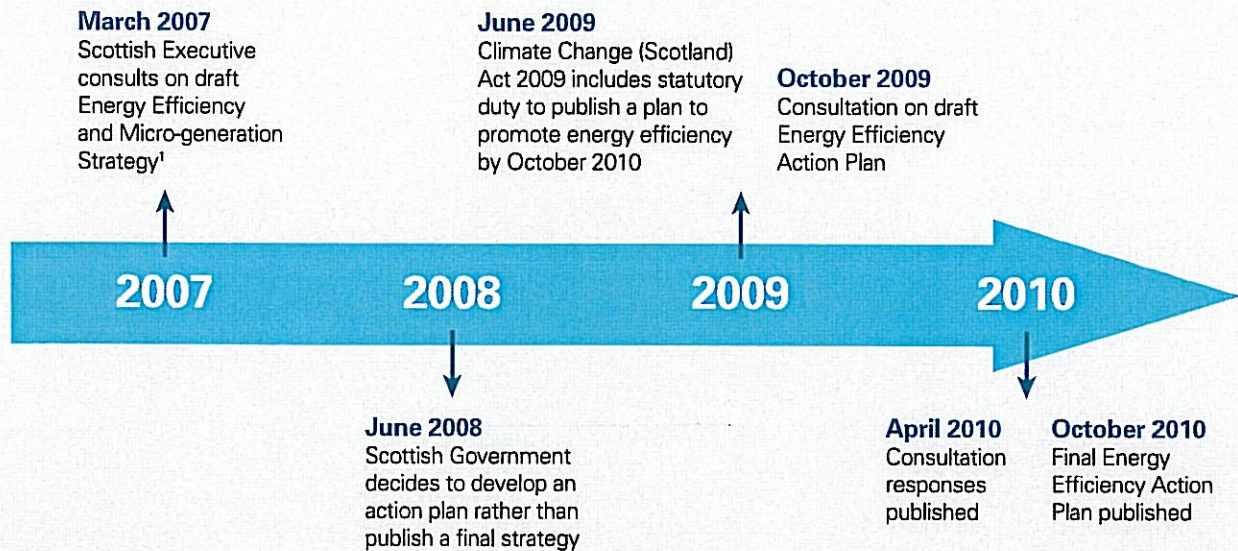 March 2007
Scottish Executive
consults on draft
Energy Efficiency
and Micro-generation
Strategy¹
June 2009
Climate Change (Scotland)
Act 2009 includes statutory
duty to publish a plan to
promote energy efficiency
by October 2010
October 2009
Consultation on draft
Energy Efficiency
Action Plan
2007
2008
2009
2010
June 2008
Scottish Government
decides to develop an
action plan rather than
publish a final strategy
April 2010
Consultation
responses
published
October 2010
Final Energy
Efficiency Action
Plan published